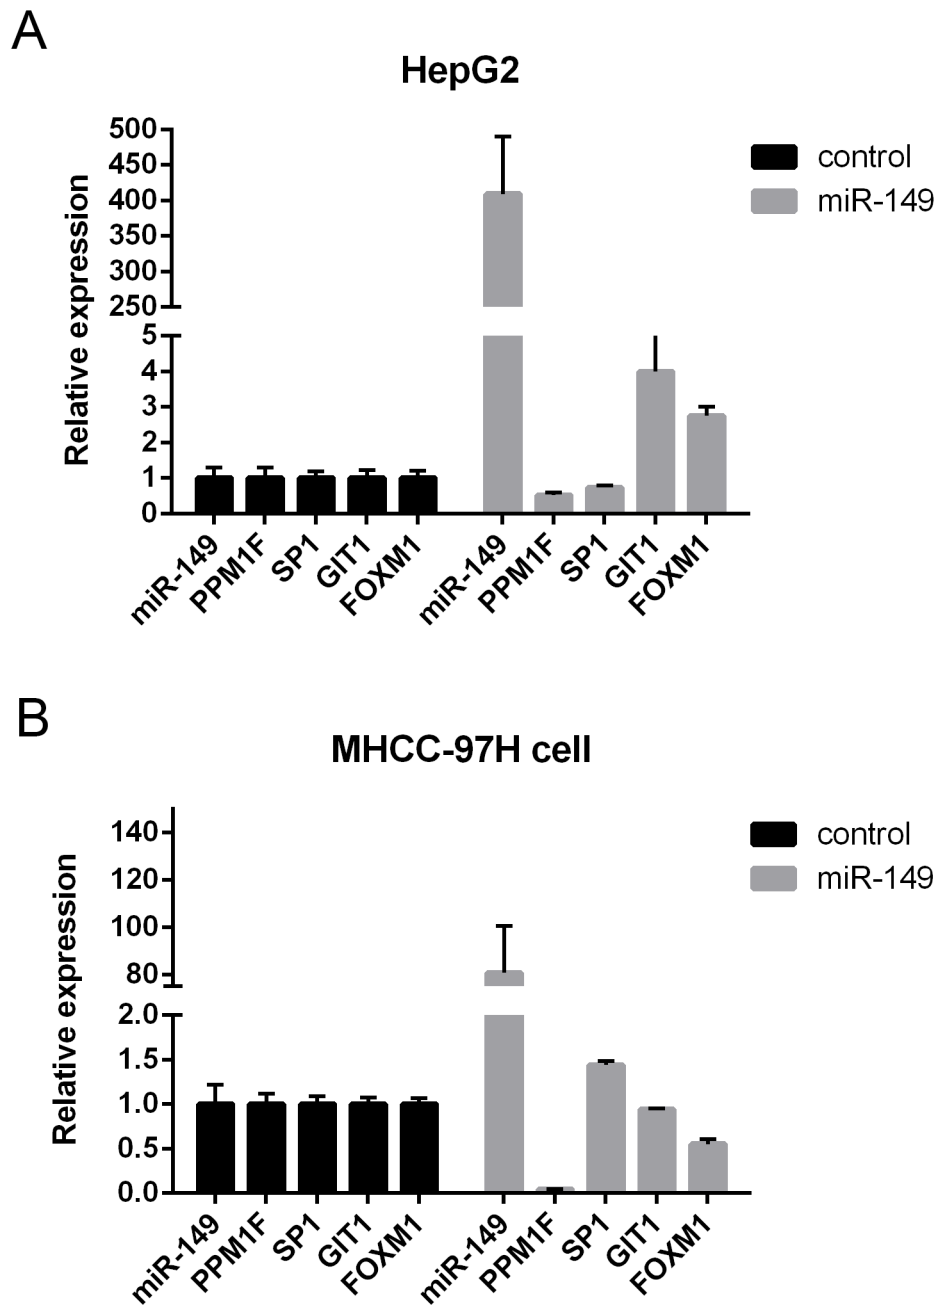 A
HepG2
Relative expression
500
450
400
350
300
250
5
4
3
2
1
0
control
miR-149
miR-149
PPM1F
SP1
GIT1
FOXM1
miR-149
PPM1F
SP1
GIT1
FOXM1
B
MHCC-97H cell
Relative expression
140
120
100
80
2.0
1.5
1.0
0.5
0.0
control
miR-149
miR-149
PPM1F
SP1
GIT1
FOXM1
miR-149
PPM1F
SP1
GIT1
FOXM1